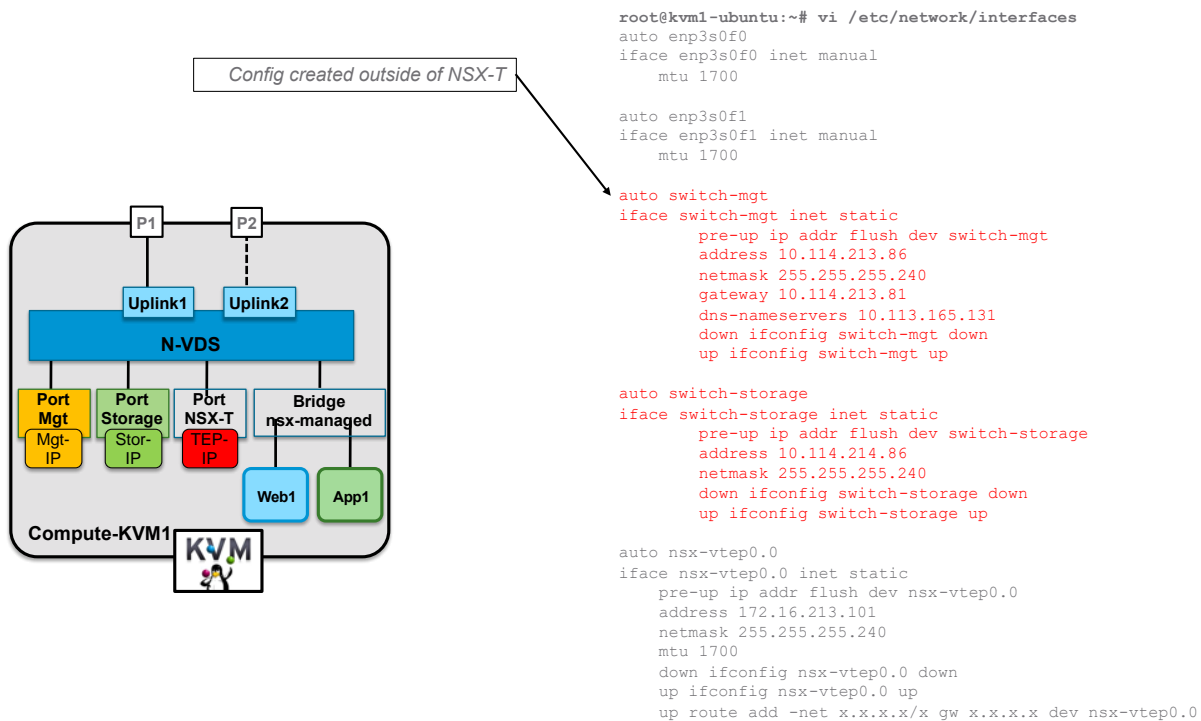 Config created outside of NSX-T
P1
P2
Uplink1
Uplink2
N-VDS
Port
Mgt
Mgt-
IP
Port
Storage
Stor-
IP
Port
NSX-T
TEP-
IP
Bridge
nsx-managed
Web1
App1
Compute-KVM1
KVM
root@kvm1-ubuntu:~# vi /etc/network/interfaces
auto enp3s0f0
iface enp3s0f0 inet manual
    mtu 1700
auto enp3s0f1
iface enp3s0f1 inet manual
    mtu 1700
auto switch-mgt
iface switch-mgt inet static
        pre-up ip addr flush dev switch-mgt
        address 10.114.213.86
        netmask 255.255.255.240
        gateway 10.114.213.81
        dns-nameservers 10.113.165.131
        down ifconfig switch-mgt down
        up ifconfig switch-mgt up
auto switch-storage
iface switch-storage inet static
        pre-up ip addr flush dev switch-storage
        address 10.114.214.86
        netmask 255.255.255.240
        down ifconfig switch-storage down
        up ifconfig switch-storage up
auto nsx-vtep0.0
iface nsx-vtep0.0 inet static
    pre-up ip addr flush dev nsx-vtep0.0
    address 172.16.213.101
    netmask 255.255.255.240
    mtu 1700
    down ifconfig nsx-vtep0.0 down
    up ifconfig nsx-vtep0.0 up
    up route add -net x.x.x.x/x gw x.x.x.x dev nsx-vtep0.0